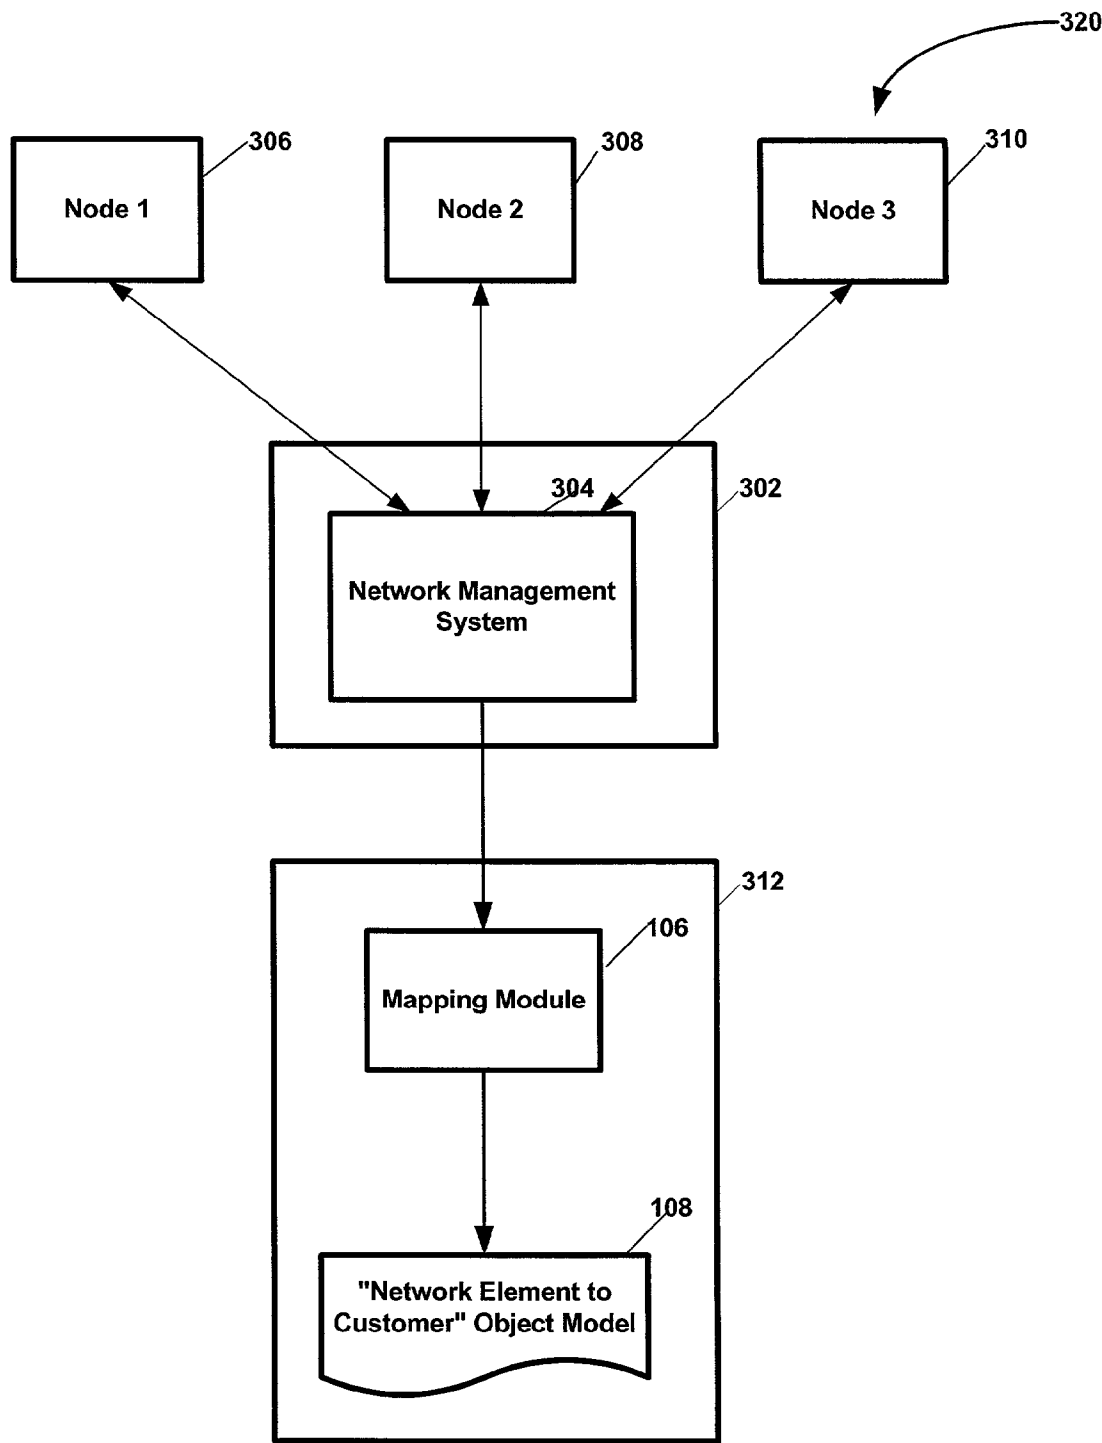 320
306
308
310
Node 1
Node 2
Node 3
304
302
Network Management
System
312
106
Mapping Module
108
"Network Element to
Customer" Object Model